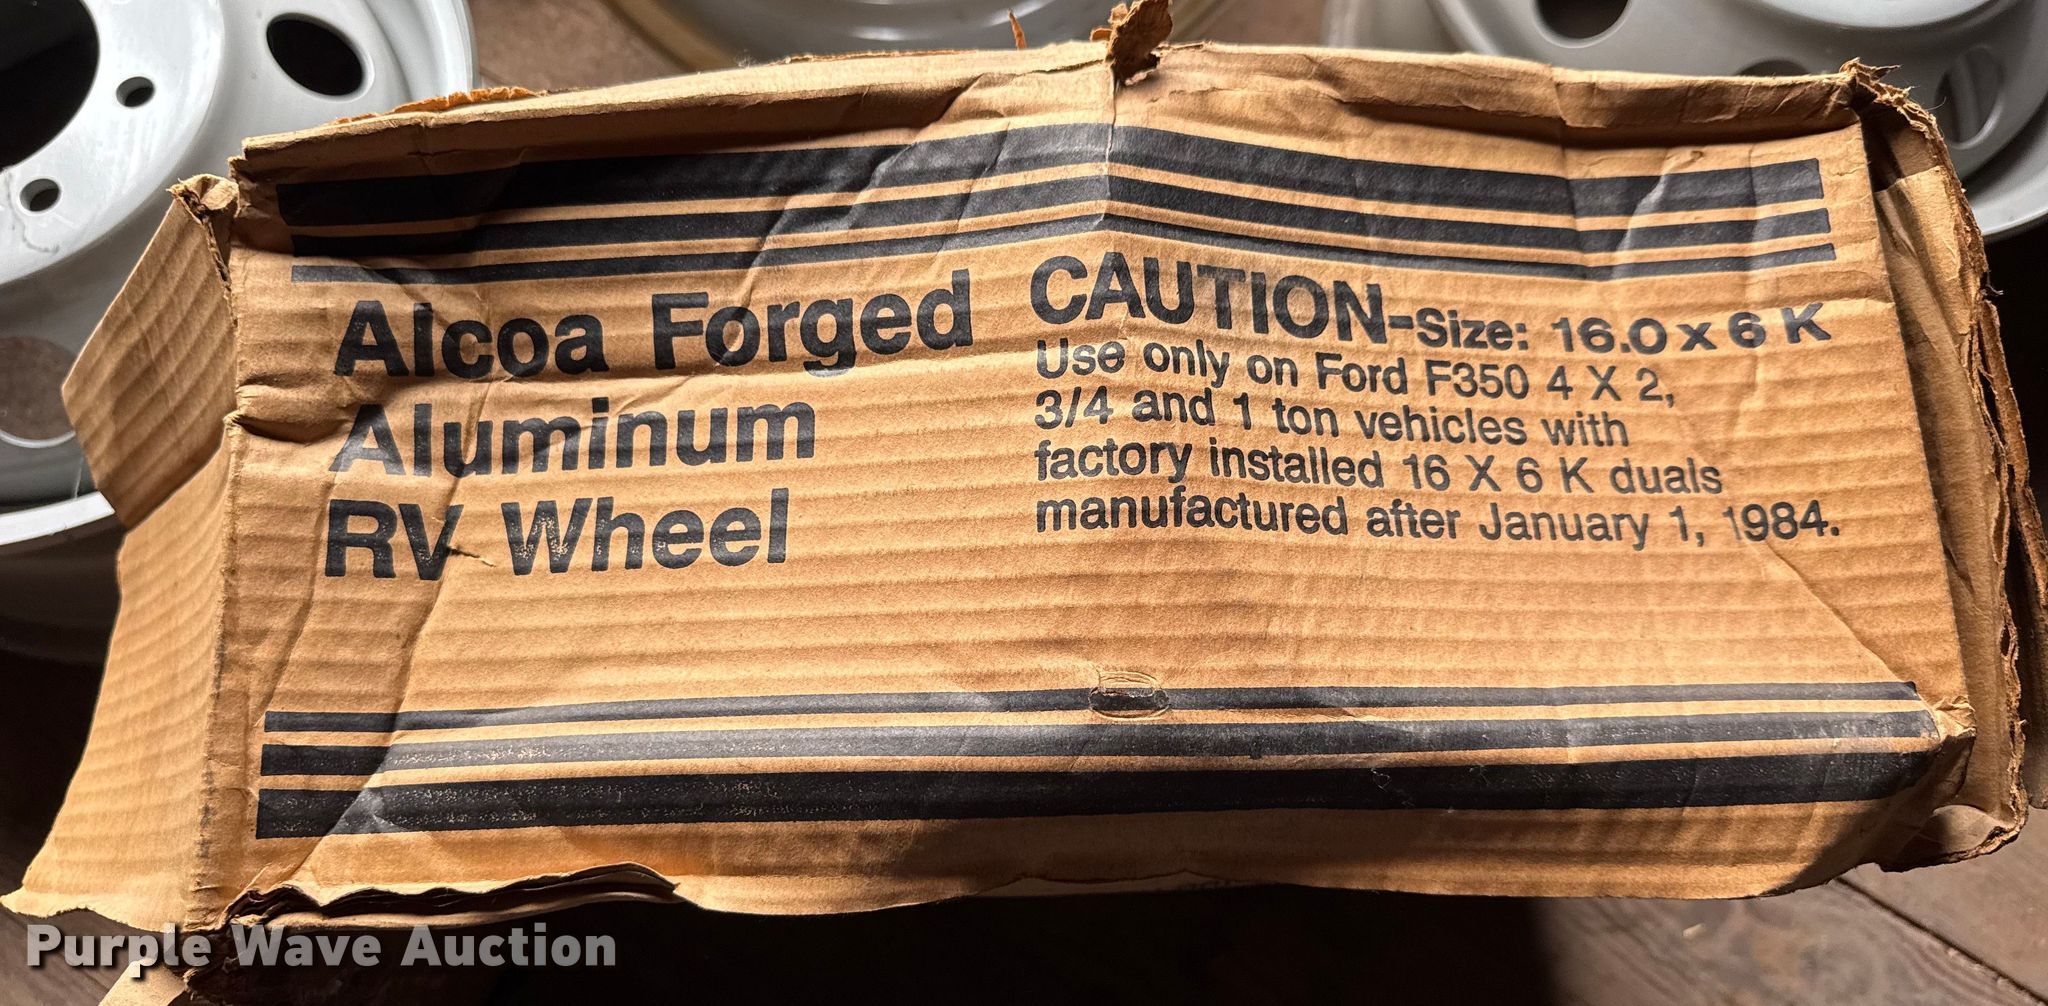 Alcoa Forged
Aluminum
RV Wheel
CAUTION-Size: 16.0 x 6 K
Use only on Ford F350 4 X 2,
3/4 and 1 ton vehicles with
factory installed 16 X 6 K duals
manufactured after January 1, 1984.
Purple Wave Auction